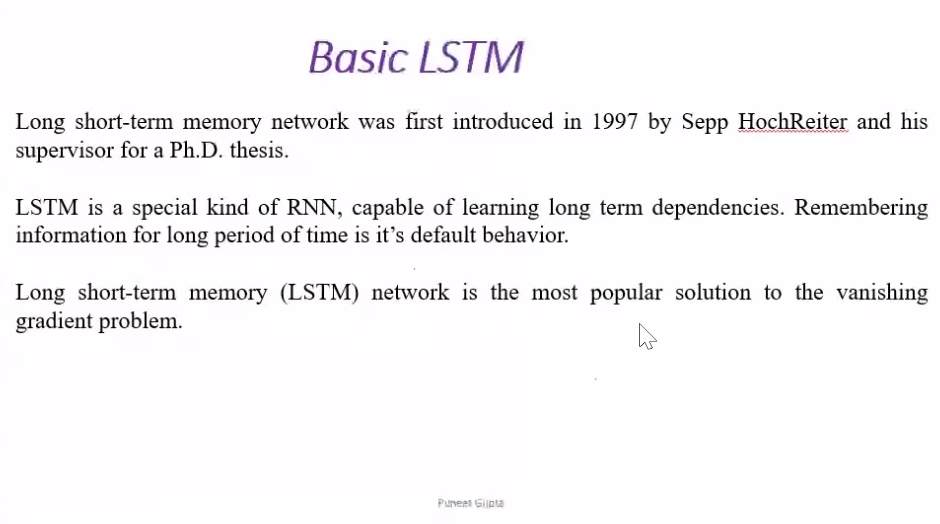 Basic LSTM
Long short-term memory network was first introduced in 1997 by Sepp HochReiter and his
supervisor for a Ph.D. thesis.
LSTM is a special kind of RNN, capable of learning long term dependencies. Remembering
information for long period of time is it’s default behavior.
Long short-term memory (LSTM) network is the most popular solution to the vanishing
gradient problem.
Puneet Gupta